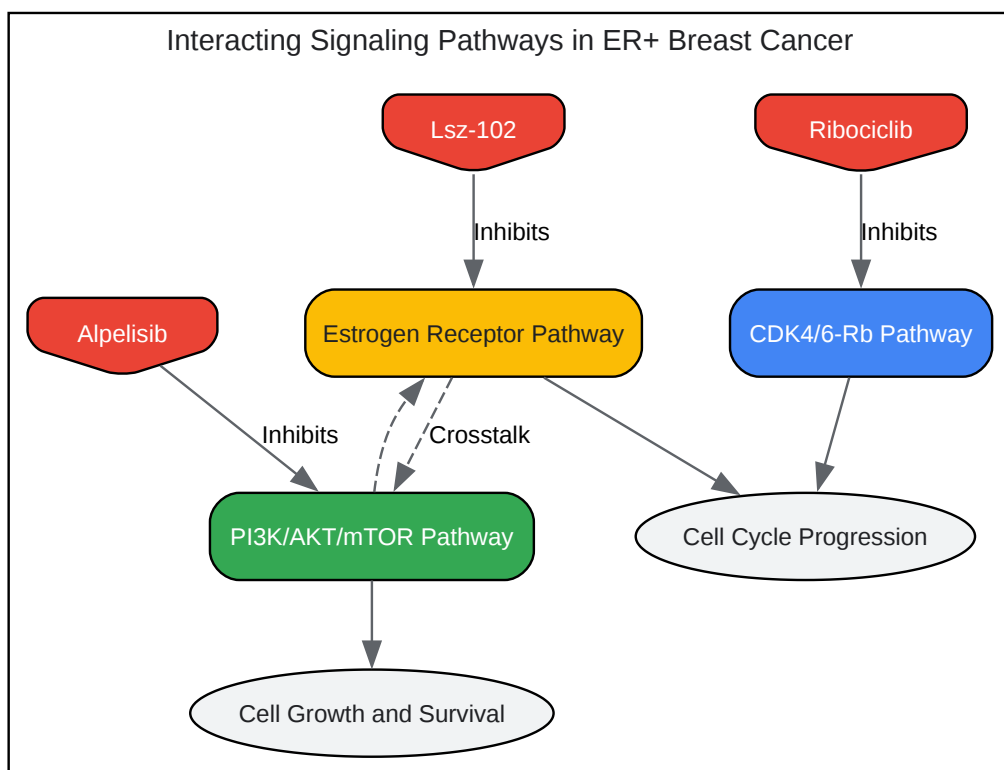 Interacting Signaling Pathways in ER+ Breast Cancer
Lsz-102
Ribociclib
Inhibits
Inhibits
Alpelisib
Estrogen Receptor Pathway
CDK4/6-Rb Pathway
Inhibits
Crosstalk
PI3K/AKT/mTOR Pathway
Cell Cycle Progression
Cell Growth and Survival